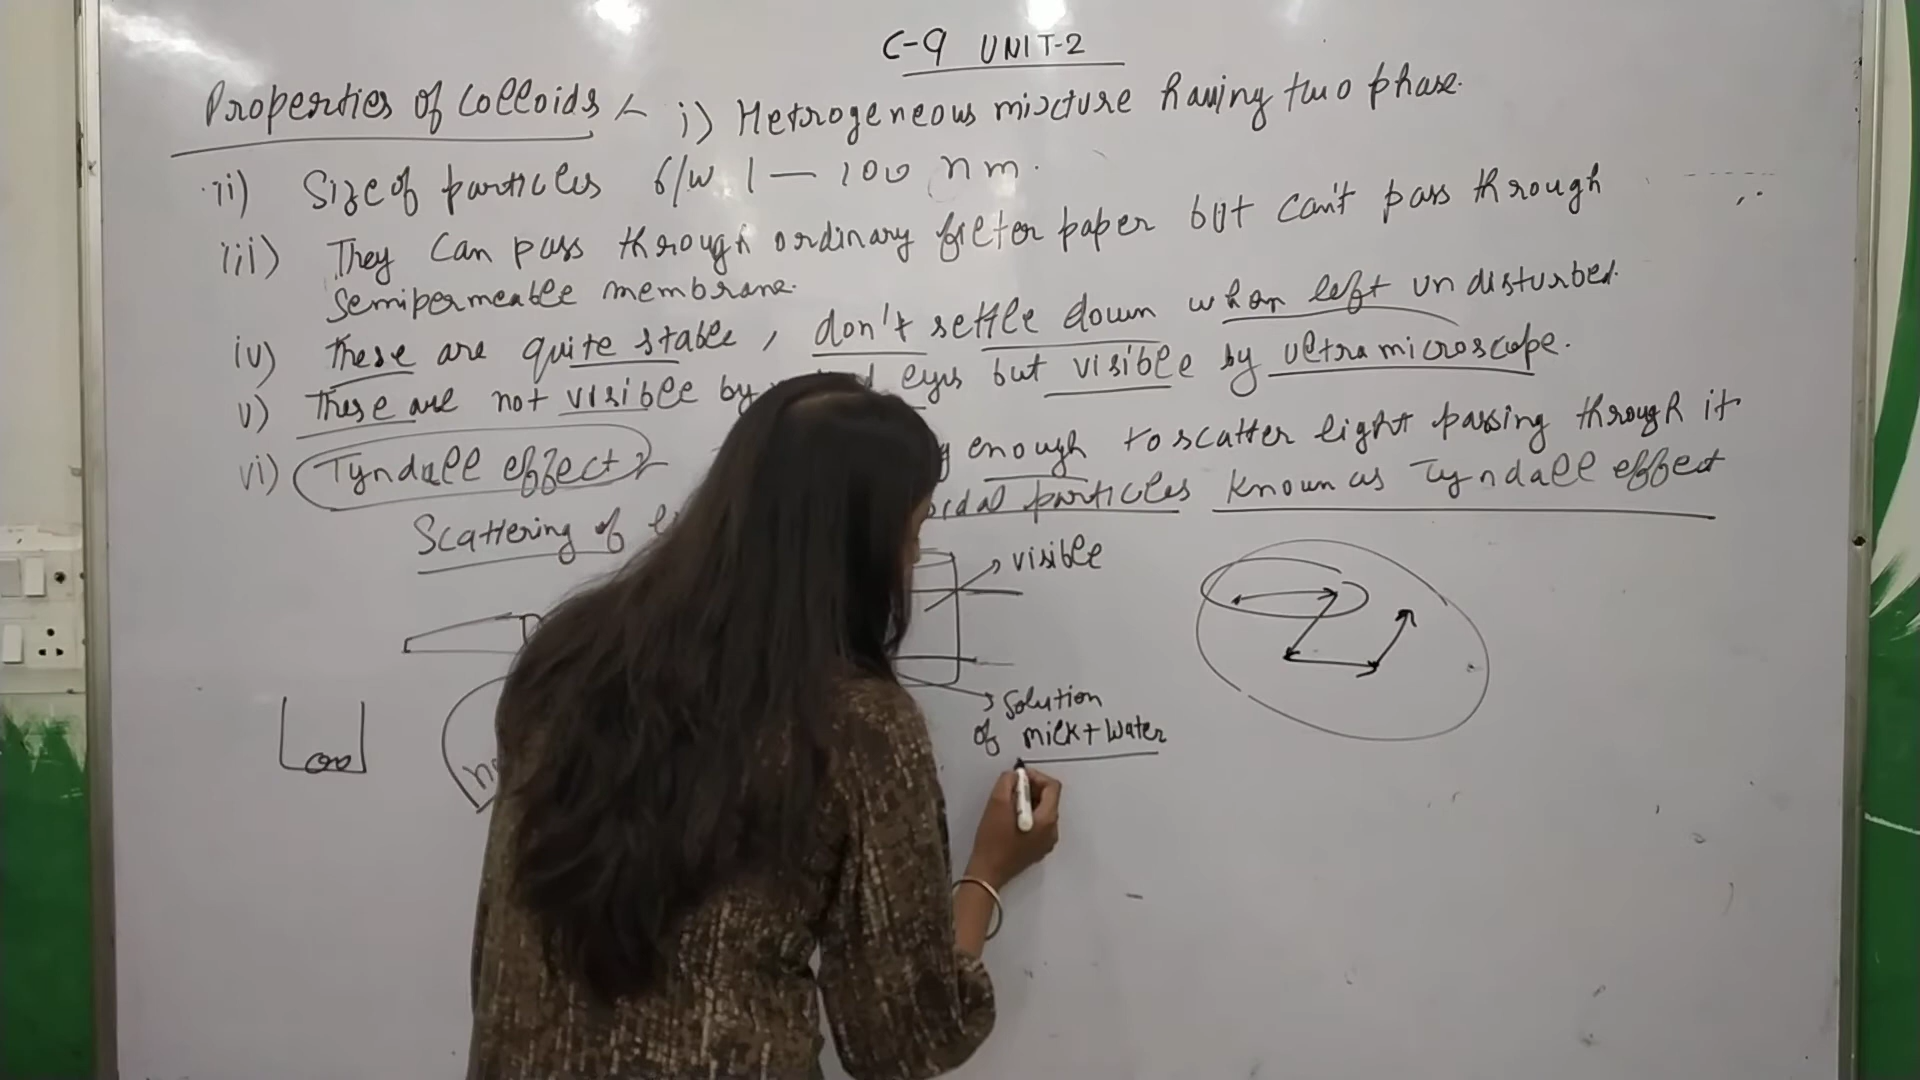 C-9 UNIT-2
Properties of Colloids :- i) Hetrogeneous mixture having two phase.
ii) Size of particles b/w 1 — 100 nm.
iii) They can pass through ordinary filter paper but can't pass through
semipermeable membrane.
iv) These are quite stable, don't settle down when left undisturbed.
v) These are not visible by eyes but visible by ultramicroscope.
vi) Tyndall effect :- enough to scatter light passing through it
Scattering of particles known as Tyndall effect
visible
Solution
of milk + water